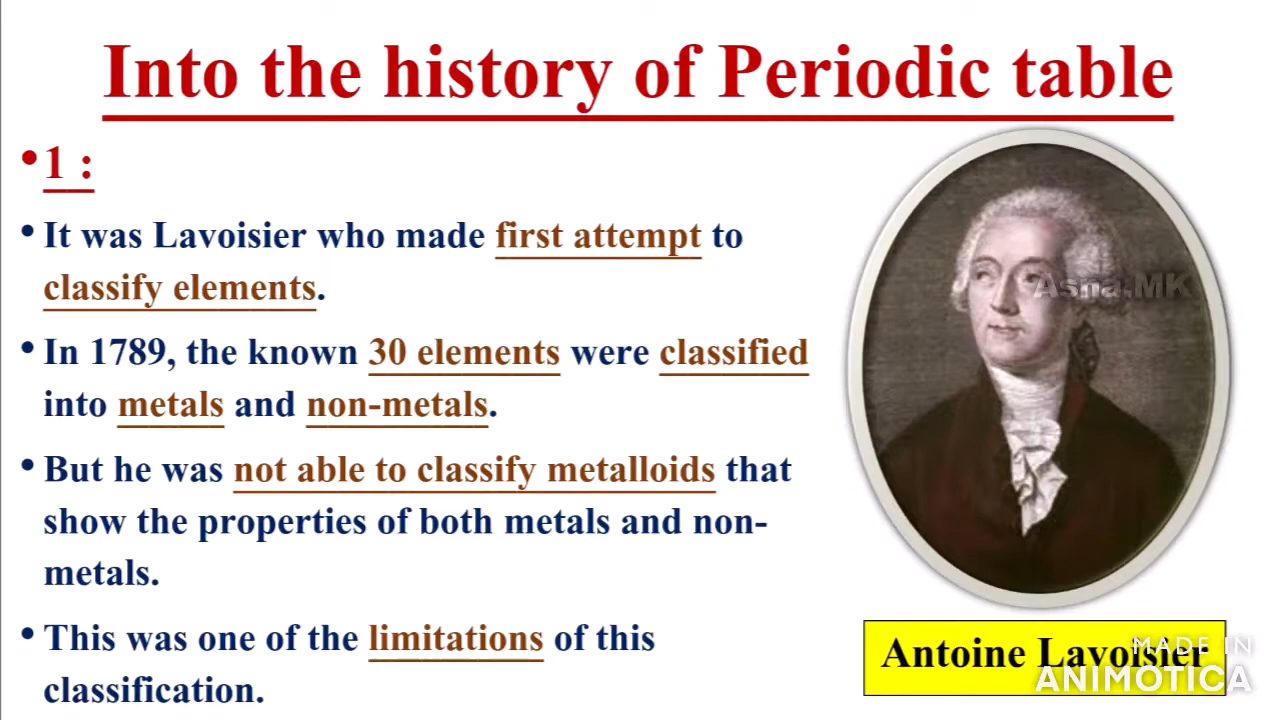 Into the history of Periodic table
•1 :
• It was Lavoisier who made first attempt to
classify elements.
• In 1789, the known 30 elements were classified
into metals and non-metals.
• But he was not able to classify metalloids that
show the properties of both metals and non-
metals.
• This was one of the limitations of this
classification.
Asna.MK
Antoine Lavoisier
MADE IN
ANIMOTICA